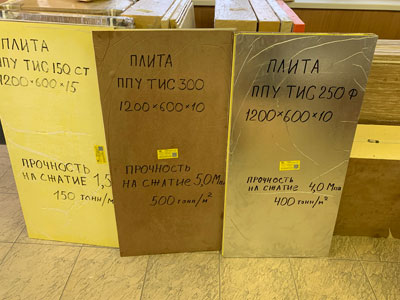 ПЛИТА
ППУ ТИС 150 СТ
1200×600×15
ПРОЧНОСТЬ
НА СЖАТИЕ 1,5
150 тонн/м²
ПЛИТА
ППУ ТИС 300
1200×600×10
ПРОЧНОСТЬ
НА СЖАТИЕ 5,0 Мпа
500 тонн/м²
ПЛИТА
ППУ ТИС 250 Ф
1200×600×10
ПРОЧНОСТЬ
НА СЖАТИЕ 4,0 Мпа
400 тонн/м²